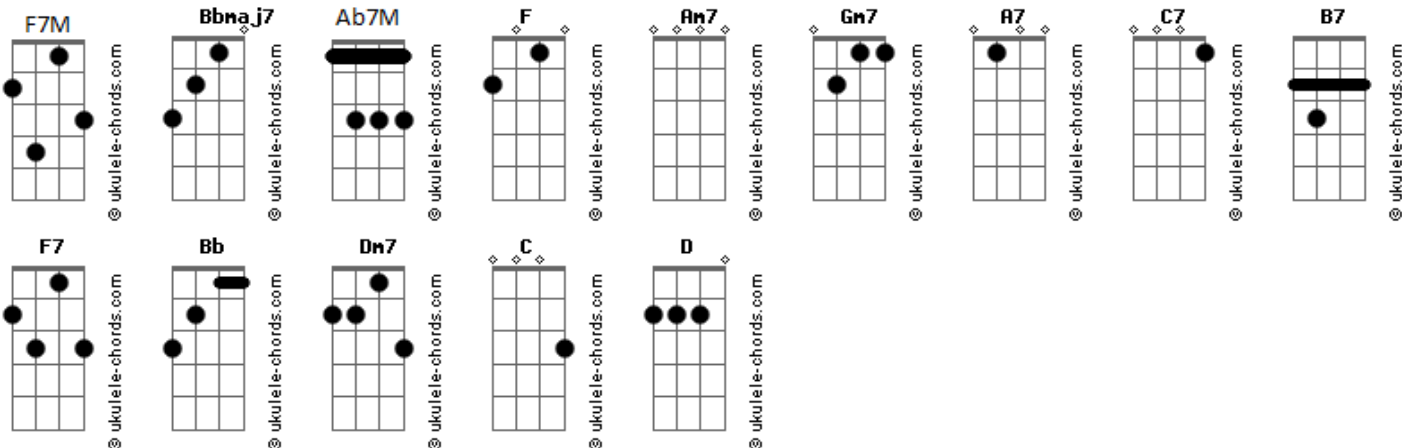 F7M Bbmaj7 Ab7M F Am7 Gm7 A7 C7 B7
© ukulele-chords.com © ukulele-chords.com © ukulele-chords.com © ukulele-chords.com © ukulele-chords.com © ukulele-chords.com © ukulele-chords.com © ukulele-chords.com © ukulele-chords.com
F7 Bb Dm7 C D
© ukulele-chords.com © ukulele-chords.com © ukulele-chords.com © ukulele-chords.com © ukulele-chords.com